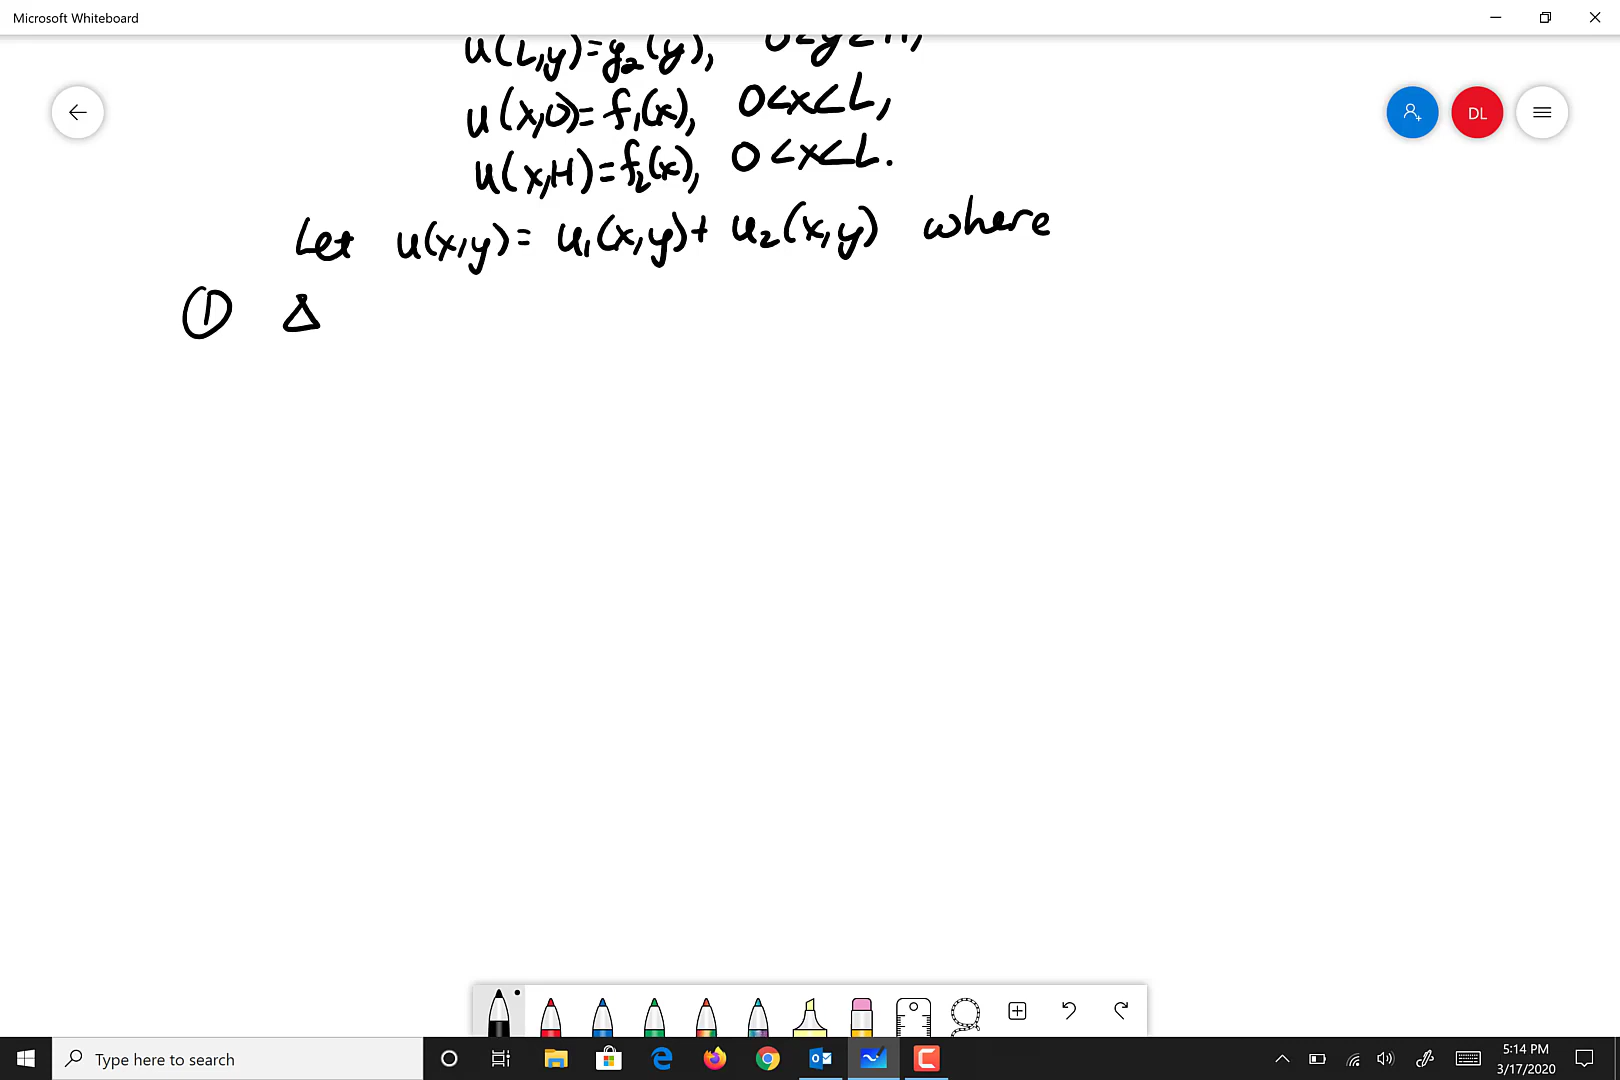 Microsoft Whiteboard
u(L,y)=g₂(y), 0<y<H,
u(x,0)=f₁(x), 0<x<L,
u(x,H)=f₂(x), 0<x<L.
Let u(x,y)= u₁(x,y)+ u₂(x,y) where
① Δ
DL
Type here to search
5:14 PM
3/17/2020